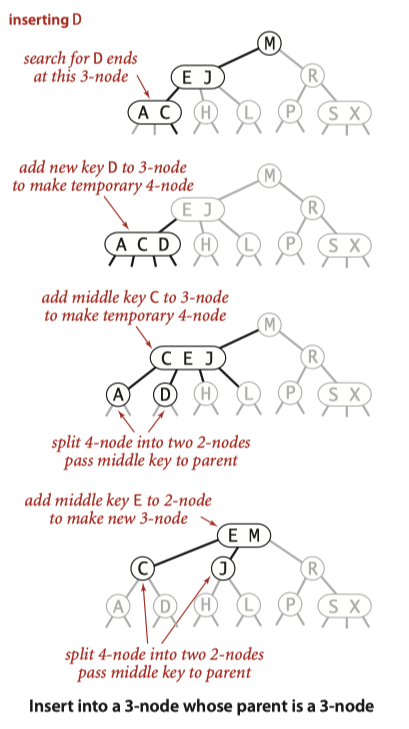 inserting D
M
search for D ends
at this 3-node
E J
R
A C
H
L
P
S X
add new key D to 3-node
to make temporary 4-node
M
E J
R
A C D
H
L
P
S X
add middle key C to 3-node
to make temporary 4-node
M
C E J
R
A
D
H
L
P
S X
split 4-node into two 2-nodes
pass middle key to parent
add middle key E to 2-node
to make new 3-node
E M
C
J
R
A
D
H
L
P
S X
split 4-node into two 2-nodes
pass middle key to parent
Insert into a 3-node whose parent is a 3-node